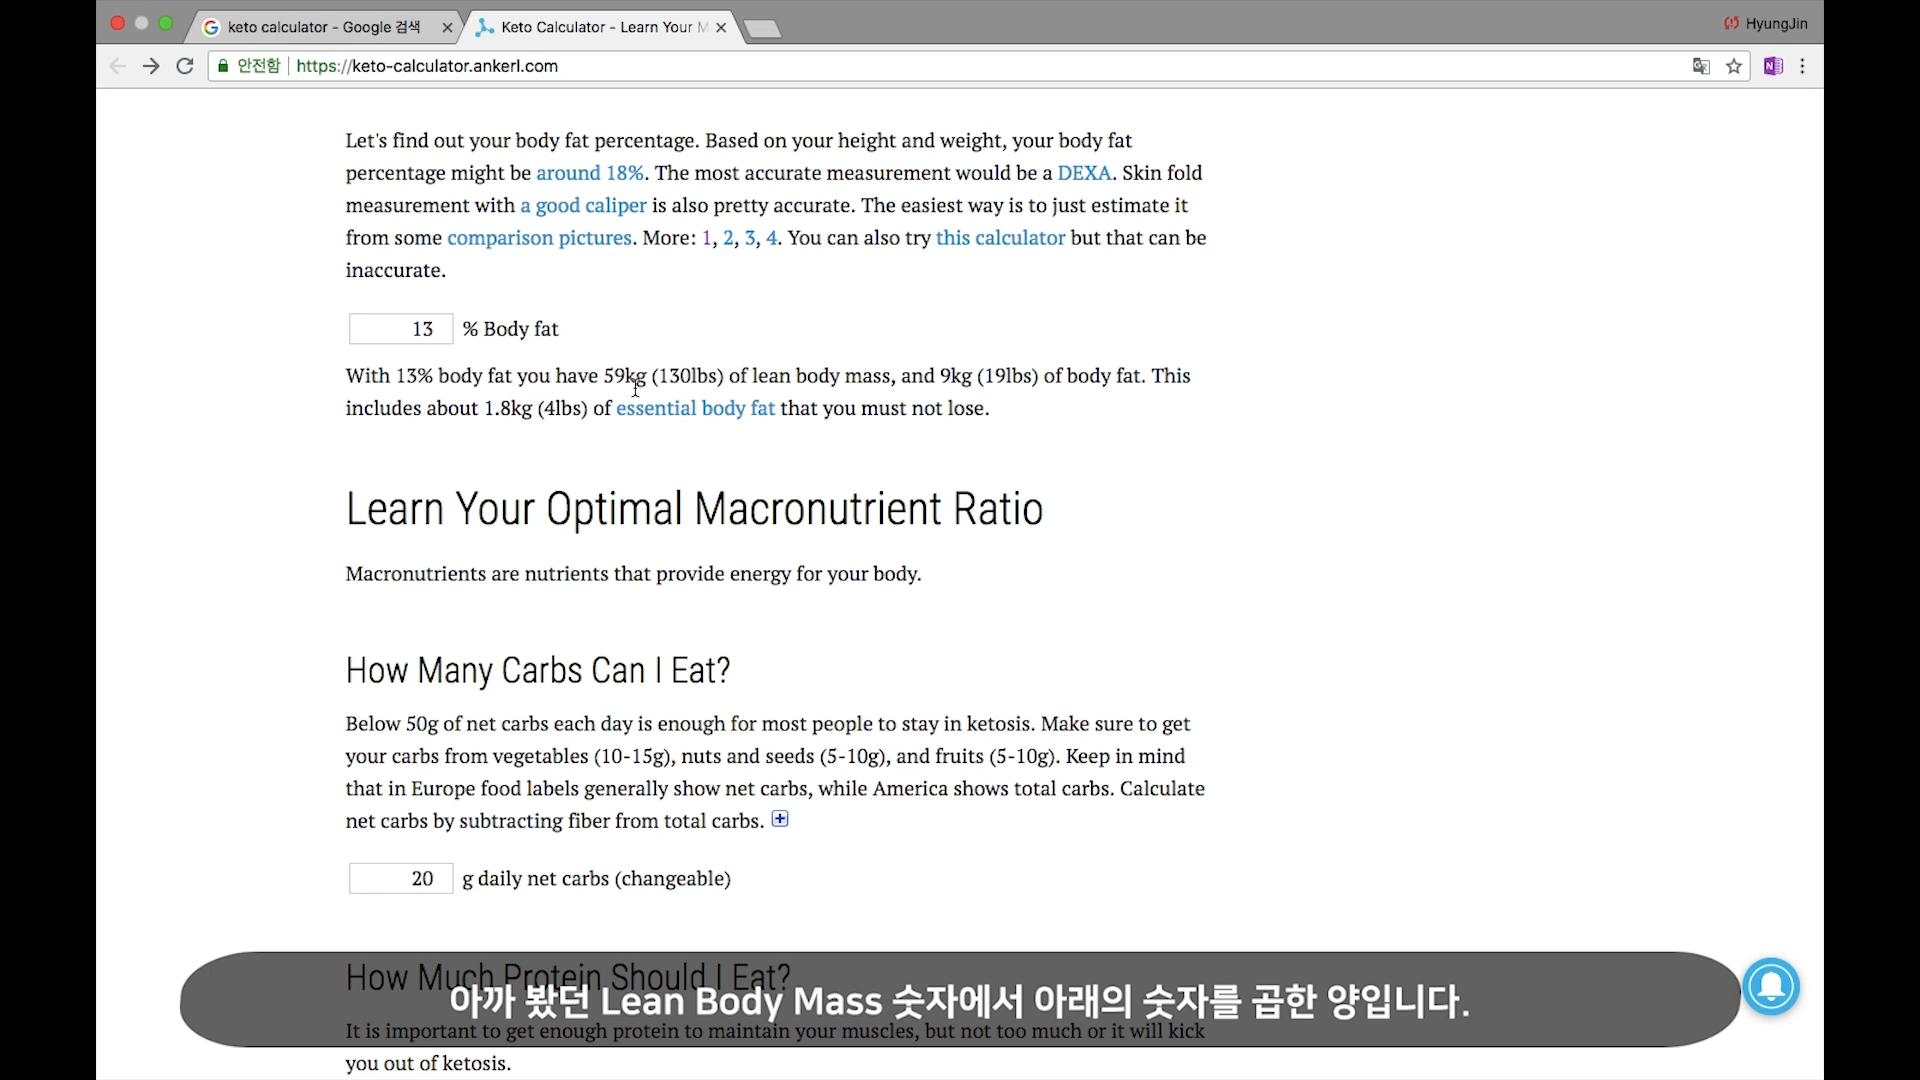 keto calculator - Google 검색
Keto Calculator - Learn Your M
HyungJin
안전함
https://keto-calculator.ankerl.com
Let's find out your body fat percentage. Based on your height and weight, your body fat
percentage might be around 18%. The most accurate measurement would be a DEXA. Skin fold
measurement with a good caliper is also pretty accurate. The easiest way is to just estimate it
from some comparison pictures. More: 1, 2, 3, 4. You can also try this calculator but that can be
inaccurate.
13 % Body fat
With 13% body fat you have 59kg (130lbs) of lean body mass, and 9kg (19lbs) of body fat. This
includes about 1.8kg (4lbs) of essential body fat that you must not lose.
Learn Your Optimal Macronutrient Ratio
Macronutrients are nutrients that provide energy for your body.
How Many Carbs Can I Eat?
Below 50g of net carbs each day is enough for most people to stay in ketosis. Make sure to get
your carbs from vegetables (10-15g), nuts and seeds (5-10g), and fruits (5-10g). Keep in mind
that in Europe food labels generally show net carbs, while America shows total carbs. Calculate
net carbs by subtracting fiber from total carbs.
20 g daily net carbs (changeable)
How Much Protein Should I Eat?
아까 봤던 Lean Body Mass 숫자에서 아래의 숫자를 곱한 양입니다.
It is important to get enough protein to maintain your muscles, but not too much or it will kick
you out of ketosis.